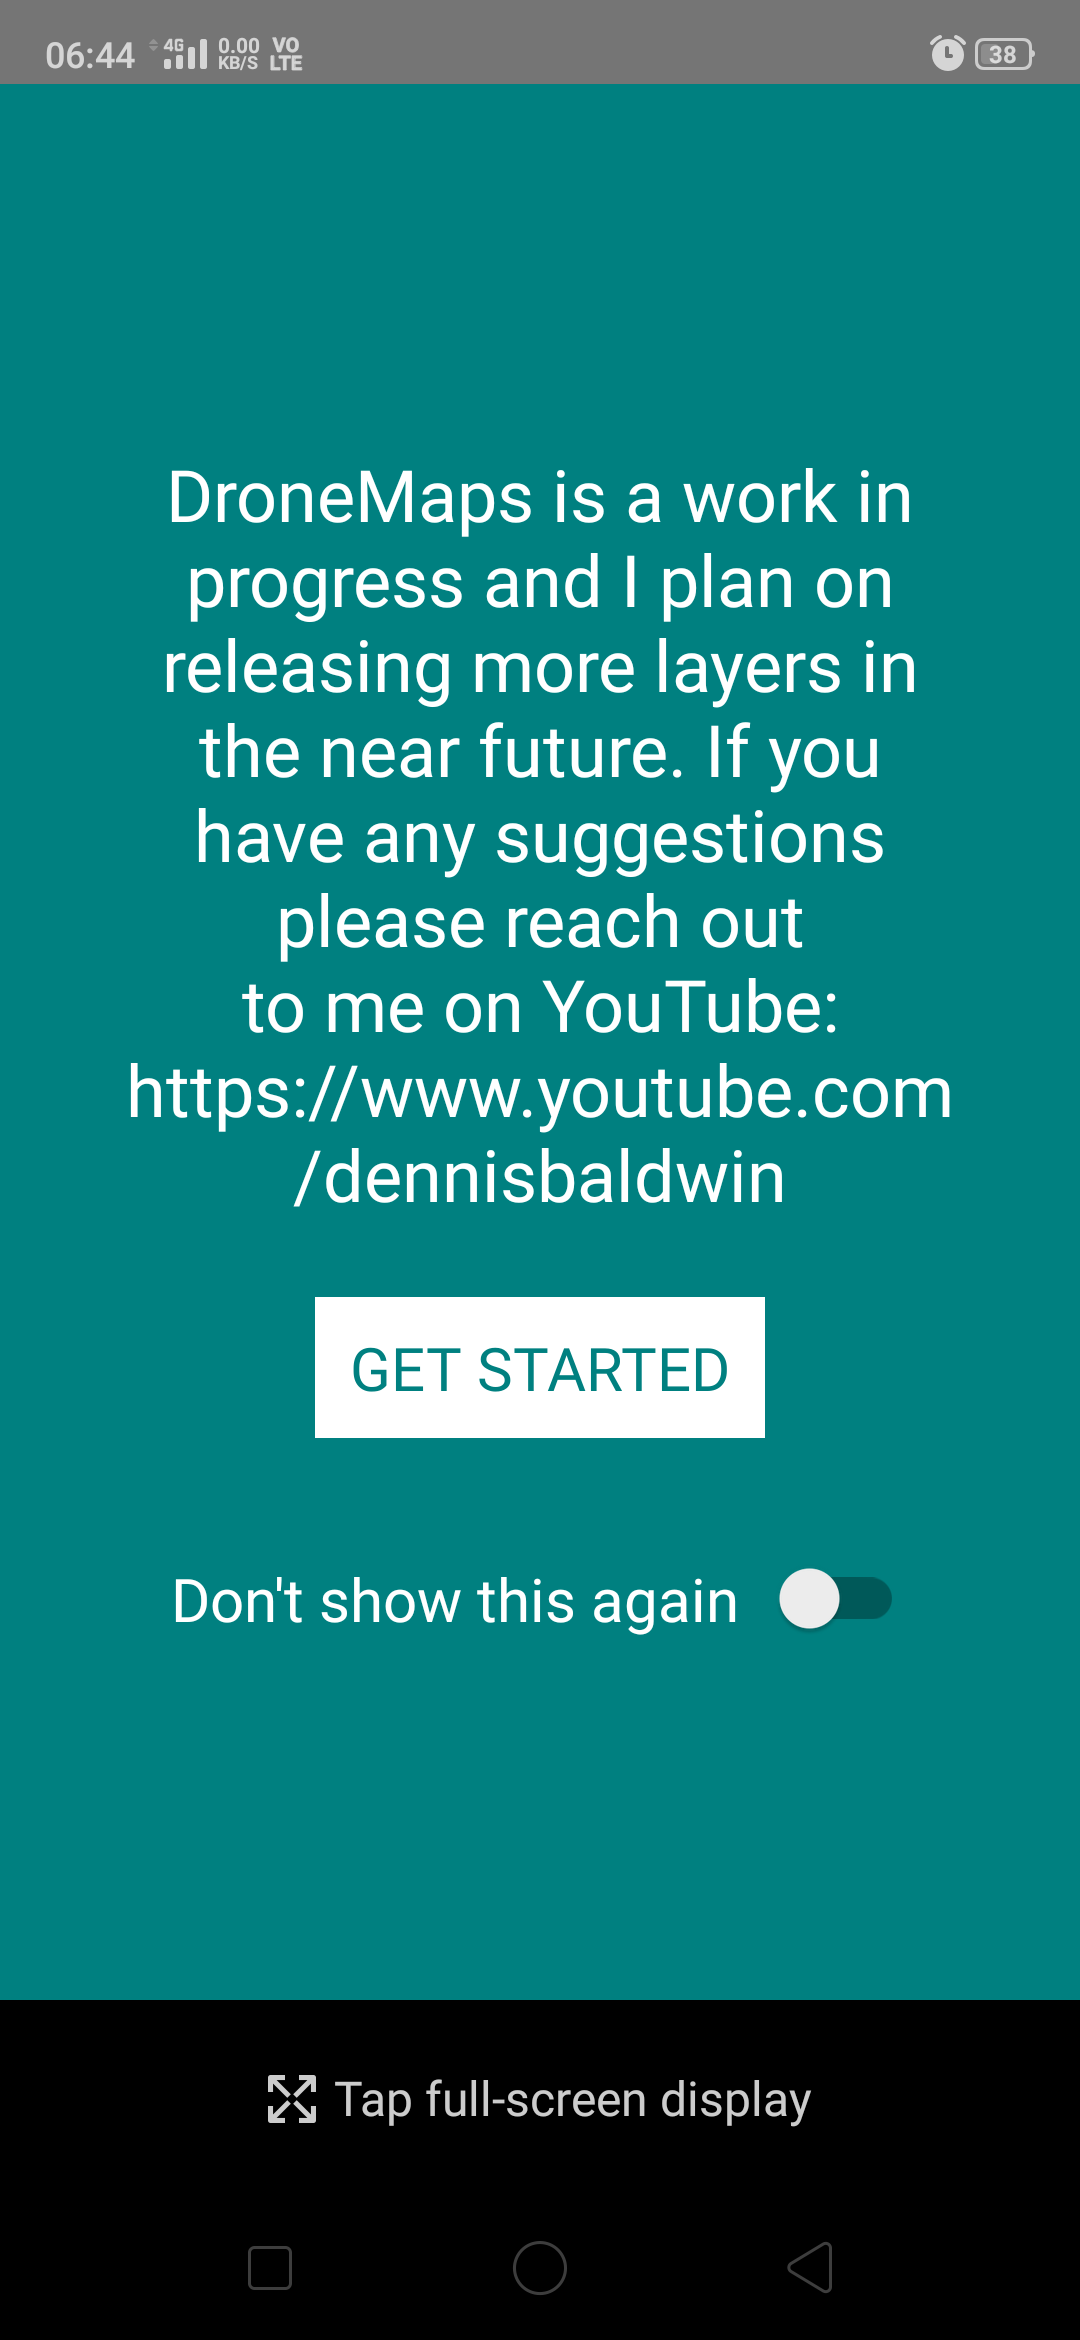 06:44 4G 0.00 KB/S VO LTE 38
DroneMaps is a work in
progress and I plan on
releasing more layers in
the near future. If you
have any suggestions
please reach out
to me on YouTube:
https://www.youtube.com
/dennisbaldwin
GET STARTED
Don't show this again
Tap full-screen display